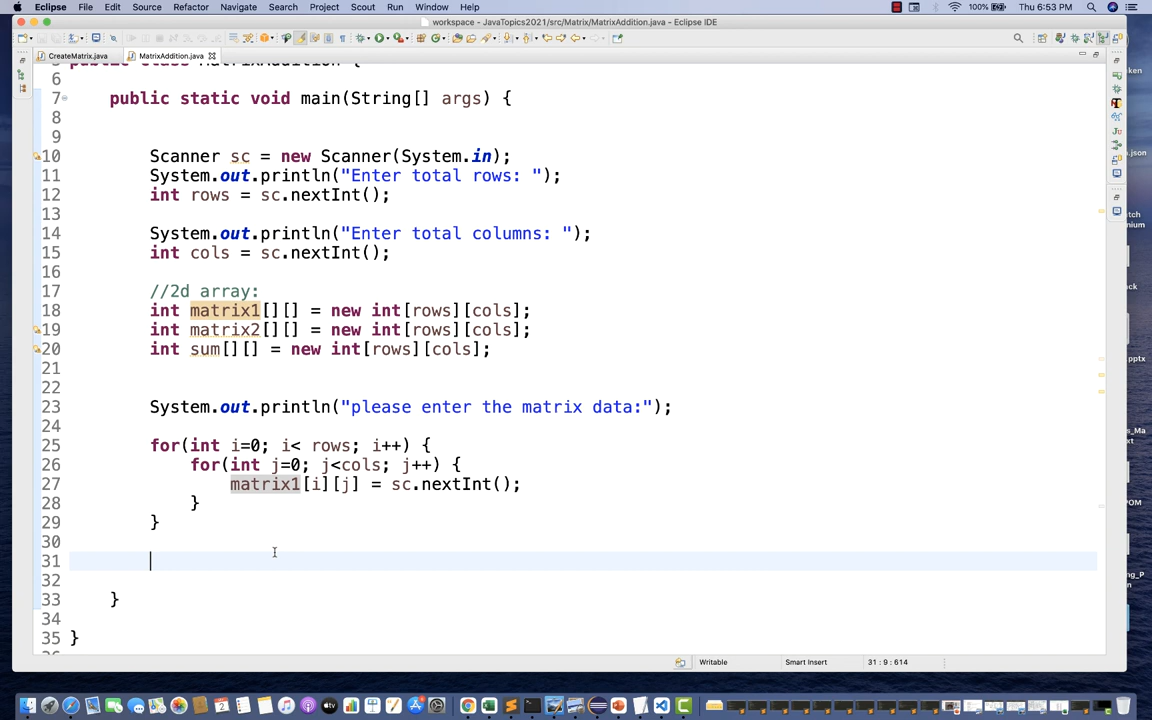 Eclipse File Edit Source Refactor Navigate Search Project Scout Run Window Help 100% Thu 6:53 PM
workspace - JavaTopics2021/src/Matrix/MatrixAddition.java - Eclipse IDE
CreateMatrix.java MatrixAddition.java
public class MatrixAddition {
6
7 public static void main(String[] args) {
8
9
10 Scanner sc = new Scanner(System.in);
11 System.out.println("Enter total rows: ");
12 int rows = sc.nextInt();
13
14 System.out.println("Enter total columns: ");
15 int cols = sc.nextInt();
16
17 //2d array:
18 int matrix1[][] = new int[rows][cols];
19 int matrix2[][] = new int[rows][cols];
20 int sum[][] = new int[rows][cols];
21
22
23 System.out.println("please enter the matrix data:");
24
25 for(int i=0; i< rows; i++) {
26 for(int j=0; j<cols; j++) {
27 matrix1[i][j] = sc.nextInt();
28 }
29 }
30
31
32
33 }
34
35 }
Writable Smart Insert 31 : 9 : 614